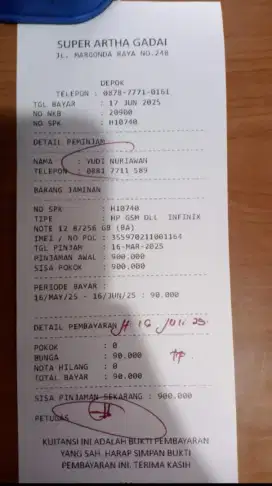 SUPER ARTHA GADAI
JL. MARGONDA RAYA NO.248
DEPOK
TELEPON : 0878-7771-0161
TGL BAYAR : 17 JUN 2025
NO NKB : 20960
NO SPK : H10740
DETAIL PEMINJAM
NAMA : YUDI NURIAWAN
TELEPON : 0881 7711 589
BARANG JAMINAN
NO SPK : H10740
TIPE : HP GSM DLL INFINIX
NOTE 12 8/256 GB (BA)
IMEI / NO POL : 355970211001164
TGL PINJAM : 16-MAR-2025
PINJAMAN AWAL : 900.000
SISA POKOK : 900.000
PERIODE BAYAR :
16/MAY/25 - 16/JUN/25 : 90.000
DETAIL PEMBAYARAN 16 JULI 25
POKOK : 0
BUNGA : 90.000
NOTA HILANG : 0
TOTAL BAYAR : 90.000
SISA PINJAMAN SEKARANG : 900.000
PETUGAS
KUITANSI INI ADALAH BUKTI PEMBAYARAN
YANG SAH. HARAP SIMPAN BUKTI
PEMBAYARAN INI. TERIMA KASIH